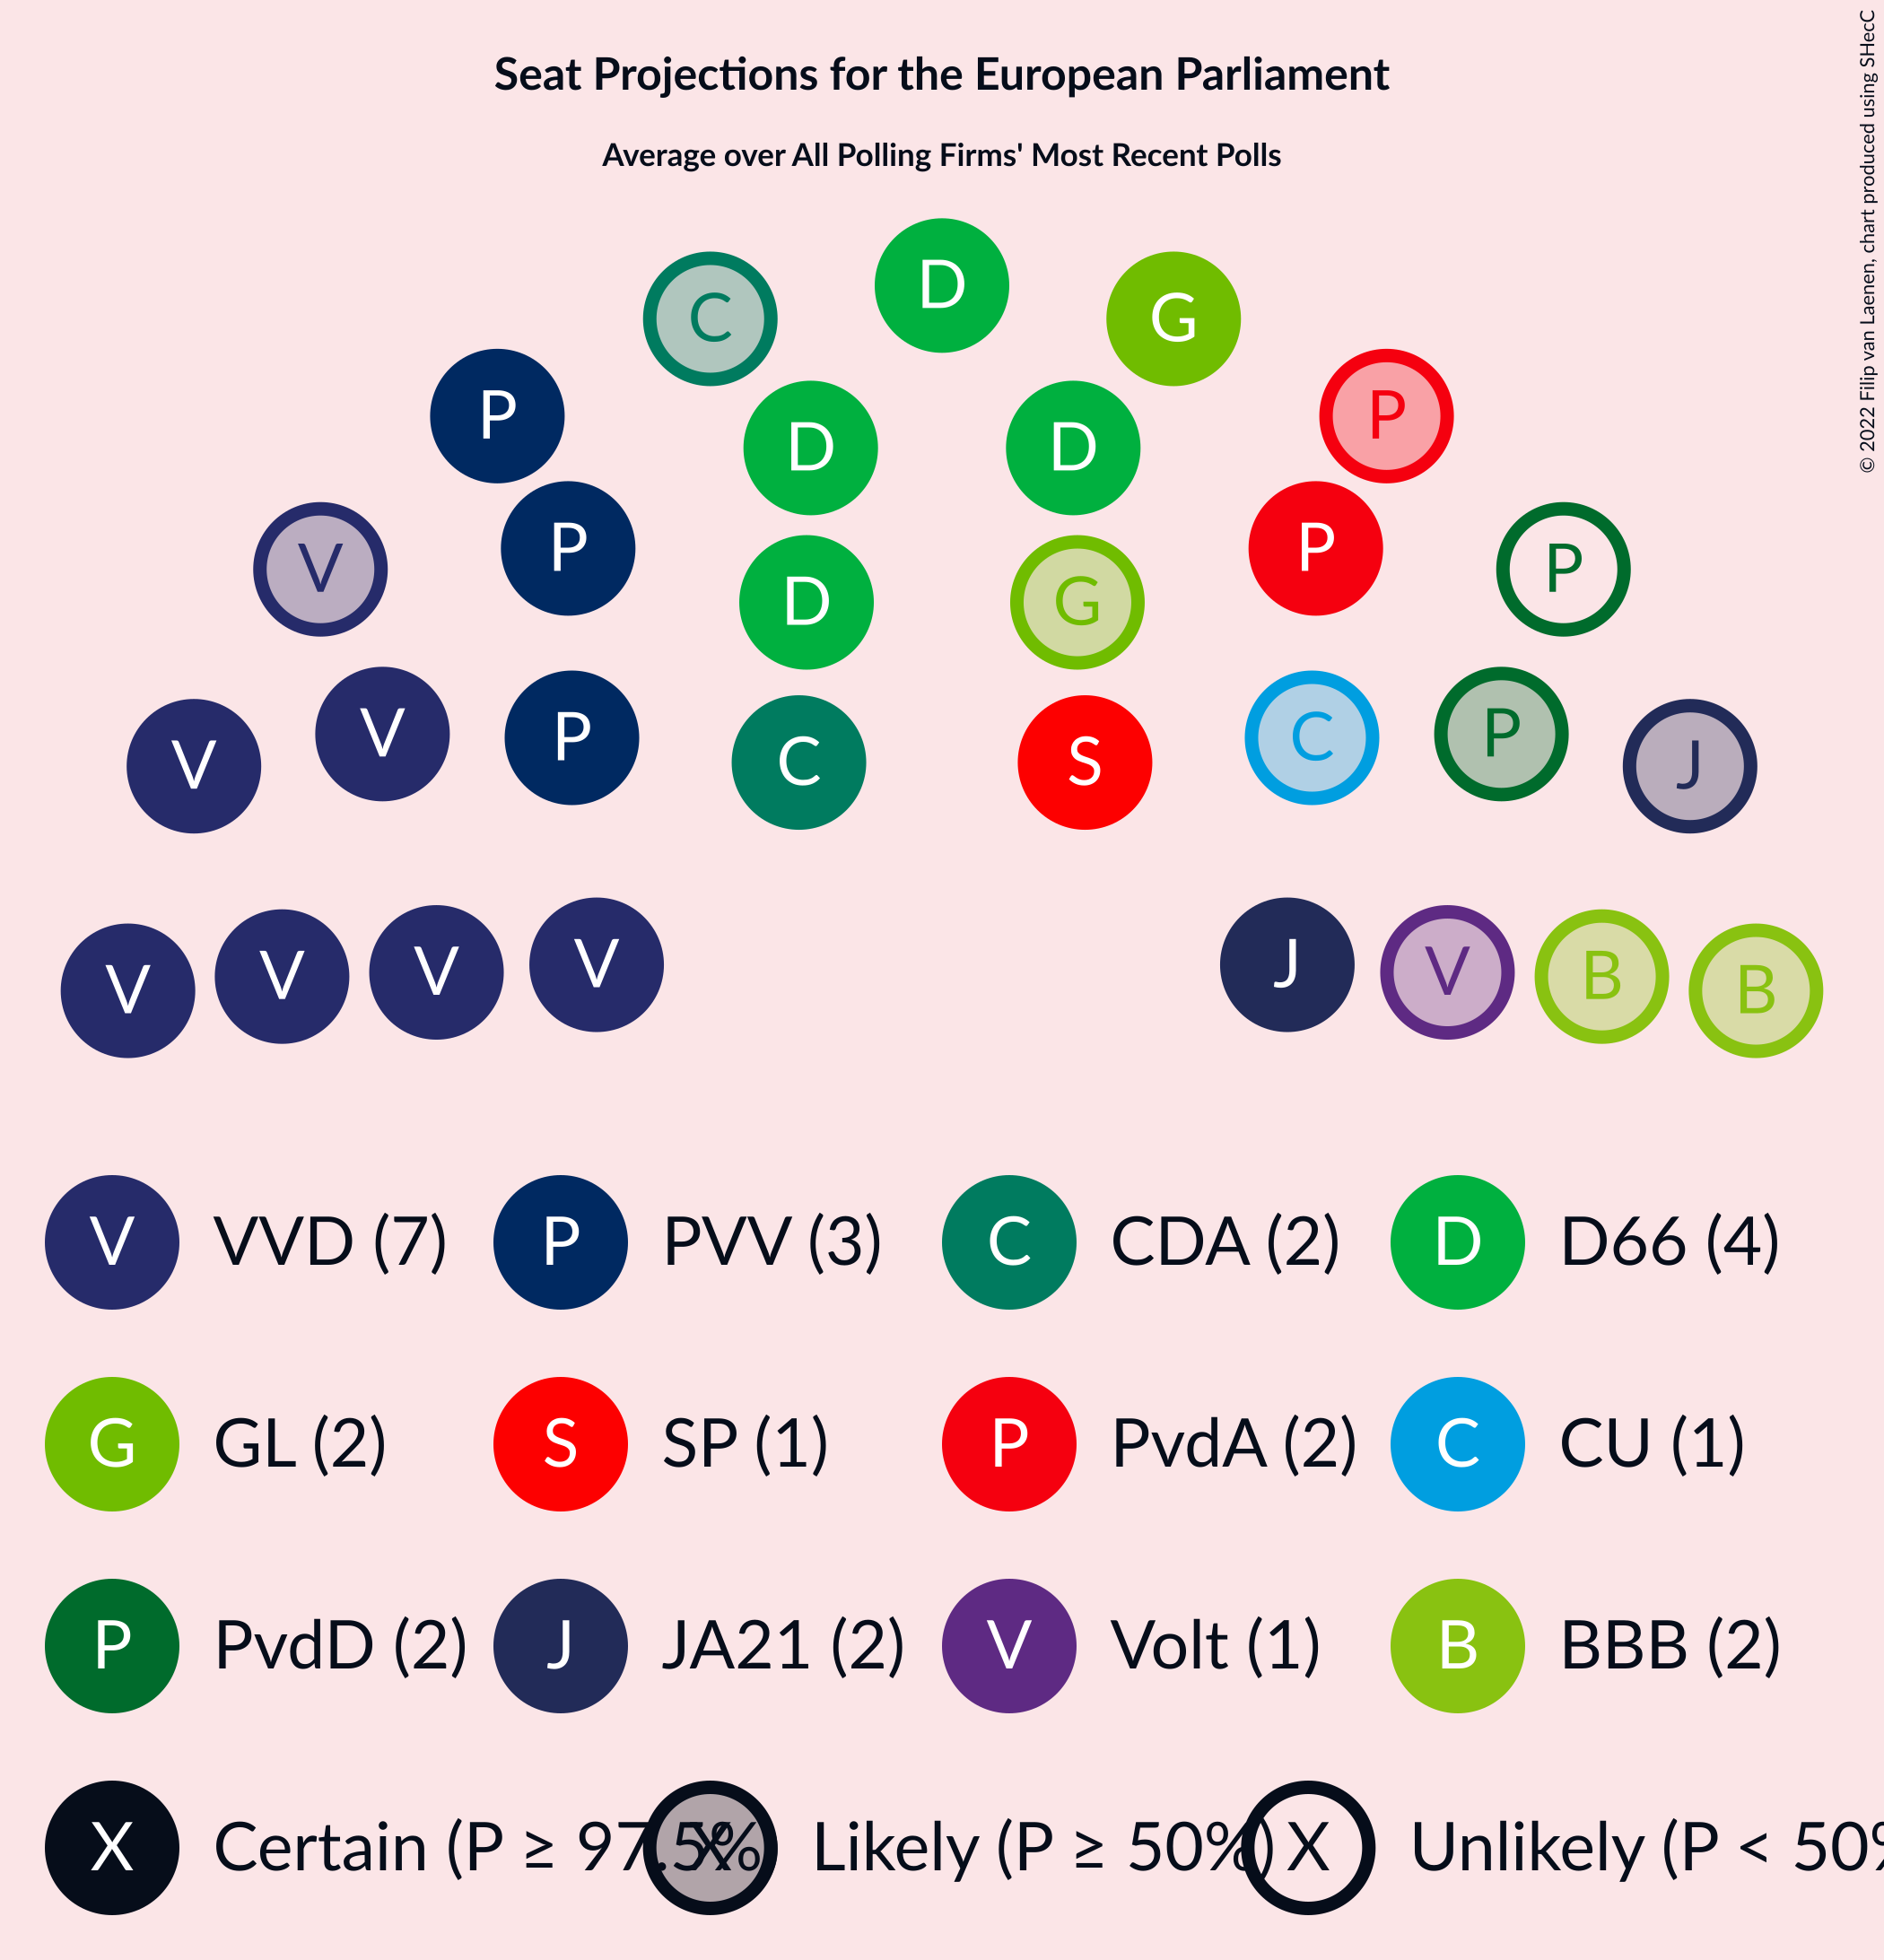 Seat Projections for the European Parliament
Average over All Polling Firms' Most Recent Polls
© 2022 Filip van Laenen, chart produced using SHecC
D
C G
P P
D D
P P
V P
D G
V P C S C P J
V
V V V V J V B B
V VVD (7) P PVV (3) C CDA (2) D D66 (4)
G GL (2) S SP (1) P PvdA (2) C CU (1)
P PvdD (2) J JA21 (2) V Volt (1) B BBB (2)
X Certain (P ≥ 97.5% X Likely (P ≥ 50%) X Unlikely (P < 50%